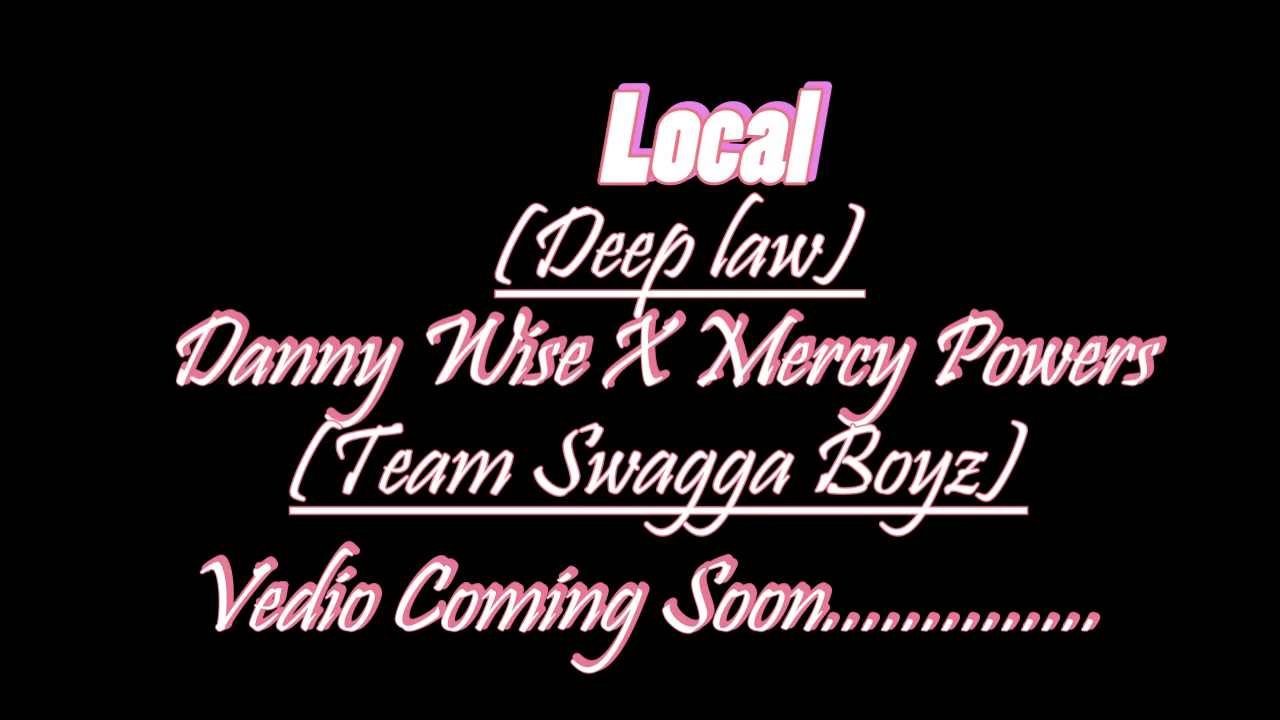 Local
(Deep law)
Danny Wise X Mercy Powers
(Team Swagga Boyz)
Vedio Coming Soon..............